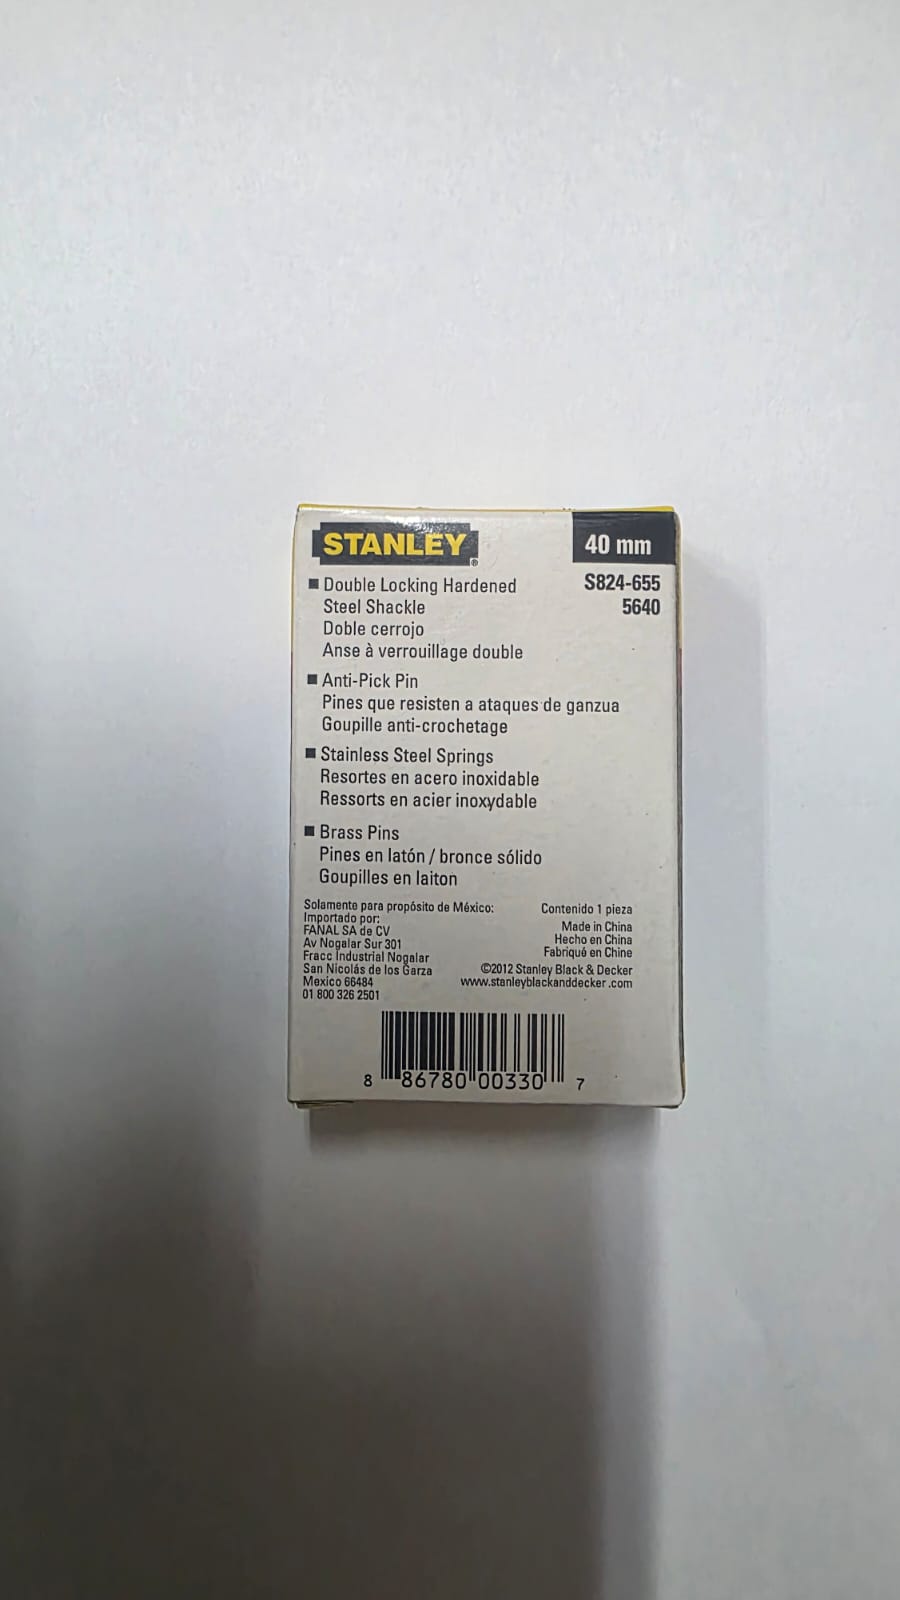 STANLEY®
40 mm
S824-655
5640
■ Double Locking Hardened
Steel Shackle
Doble cerrojo
Anse à verrouillage double
■ Anti-Pick Pin
Pines que resisten a ataques de ganzua
Goupille anti-crochetage
■ Stainless Steel Springs
Resortes en acero inoxidable
Ressorts en acier inoxydable
■ Brass Pins
Pines en latón / bronce sólido
Goupilles en laiton
Solamente para propósito de México:
Importado por:
FANAL SA de CV
Av Nogalar Sur 301
Fracc Industrial Nogalar
San Nicolás de los Garza
Mexico 66484
01 800 326 2501
Contenido 1 pieza
Made in China
Hecho en China
Fabriqué en Chine
©2012 Stanley Black & Decker
www.stanleyblackanddecker.com
8 86780 00330 7